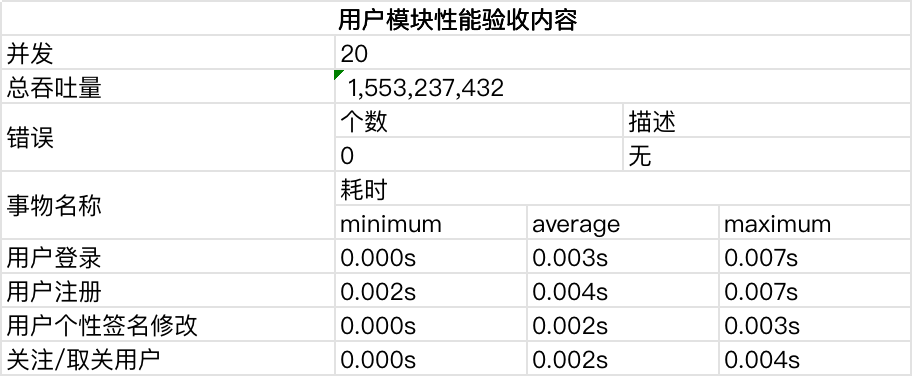 用户模块性能验收内容
并发 20
总吞吐量 1,553,237,432
错误 个数 描述
0 无
事物名称 耗时
minimum average maximum
用户登录 0.000s 0.003s 0.007s
用户注册 0.002s 0.004s 0.007s
用户个性签名修改 0.000s 0.002s 0.003s
关注/取关用户 0.000s 0.002s 0.004s